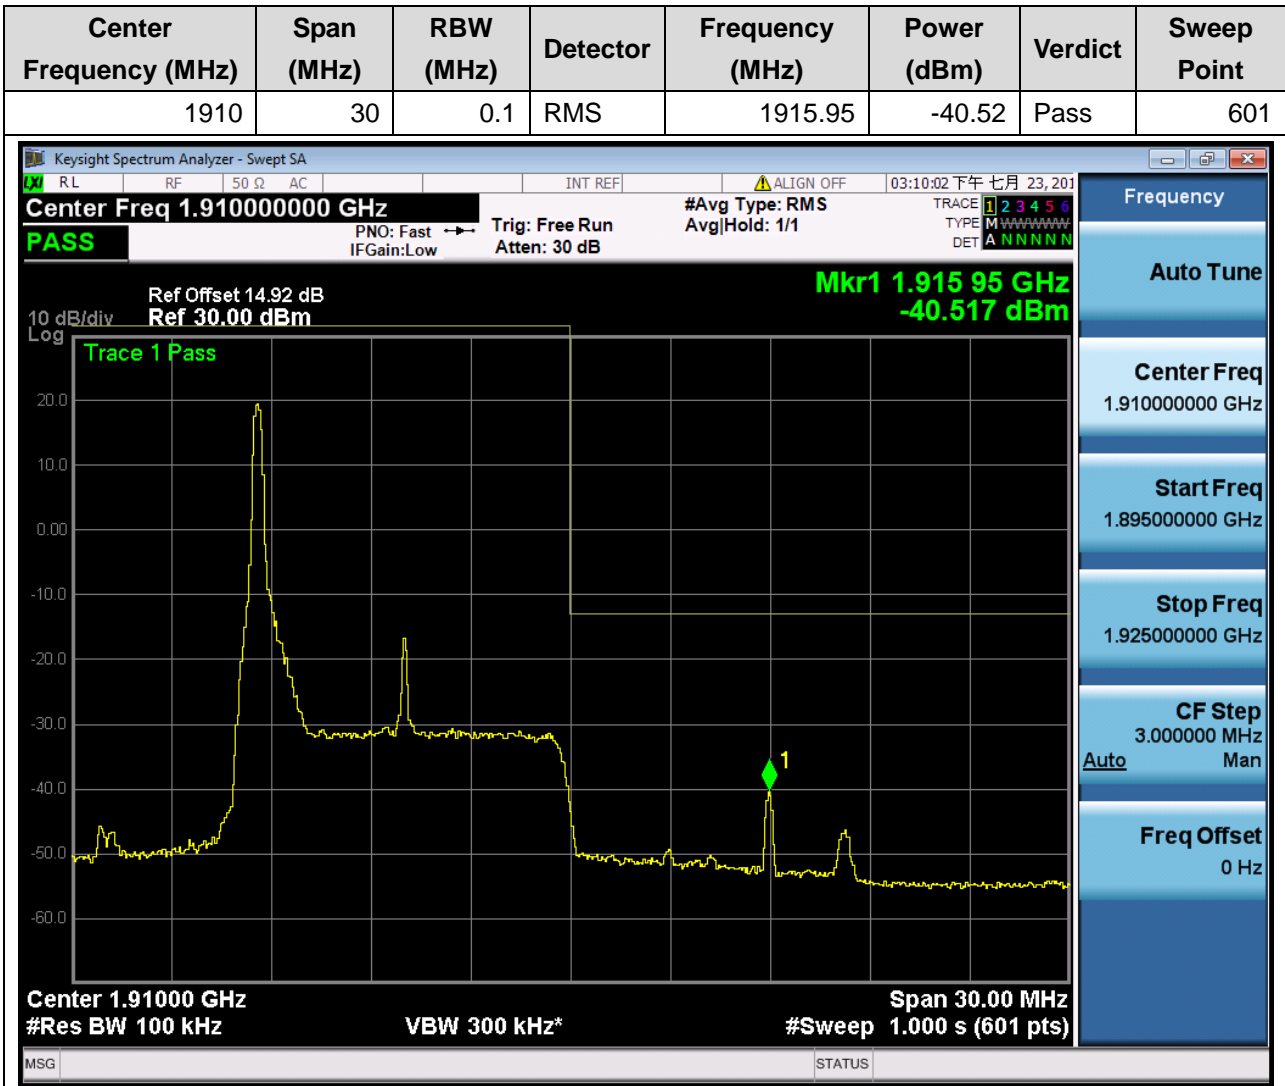 Center Frequency (MHz) Span (MHz) RBW (MHz) Detector Frequency (MHz) Power (dBm) Verdict Sweep Point
1910 30 0.1 RMS 1915.95 -40.52 Pass 601
Keysight Spectrum Analyzer - Swept SA
LXI RL RF 50 Ω AC INT REF ALIGN OFF 03:10:02 下午 七月 23, 201
Center Freq 1.910000000 GHz
PASS
PNO: Fast
IFGain:Low
Trig: Free Run
Atten: 30 dB
#Avg Type: RMS
Avg|Hold: 1/1
TRACE 1 2 3 4 5 6
TYPE M WWWWW
DET A N N N N N
Mkr1 1.915 95 GHz
-40.517 dBm
Ref Offset 14.92 dB
10 dB/div Ref 30.00 dBm
Log
Trace 1 Pass
20.0
10.0
0.00
-10.0
-20.0
-30.0
-40.0
-50.0
-60.0
1
Center 1.91000 GHz Span 30.00 MHz
#Res BW 100 kHz VBW 300 kHz* #Sweep 1.000 s (601 pts)
MSG STATUS
Frequency
Auto Tune
Center Freq
1.910000000 GHz
Start Freq
1.895000000 GHz
Stop Freq
1.925000000 GHz
CF Step
3.000000 MHz
Auto Man
Freq Offset
0 Hz